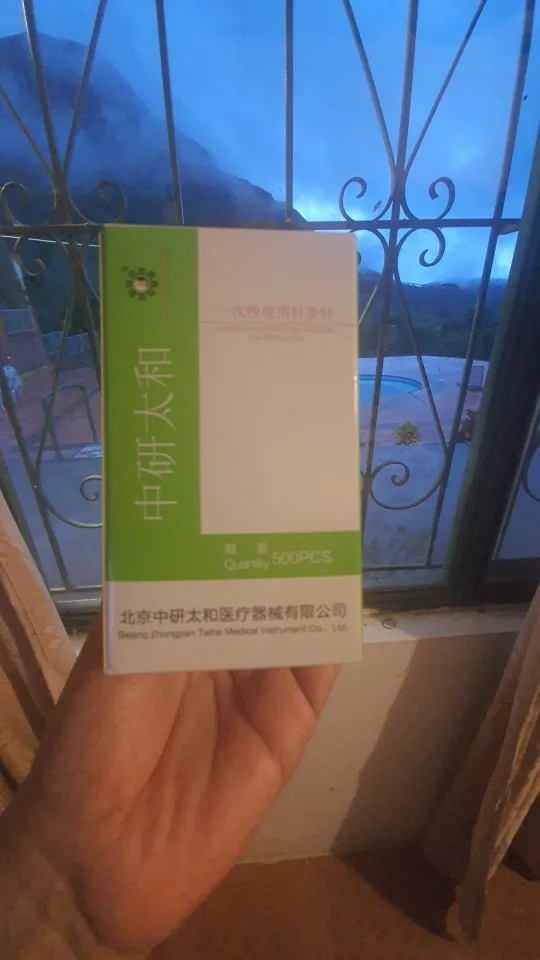 中研太和
一次性使用针灸针
数量
Quantity 500PCS
北京中研太和医疗器械有限公司
Beijing Zhongyan Taihe Medical Instrument Co., Ltd.